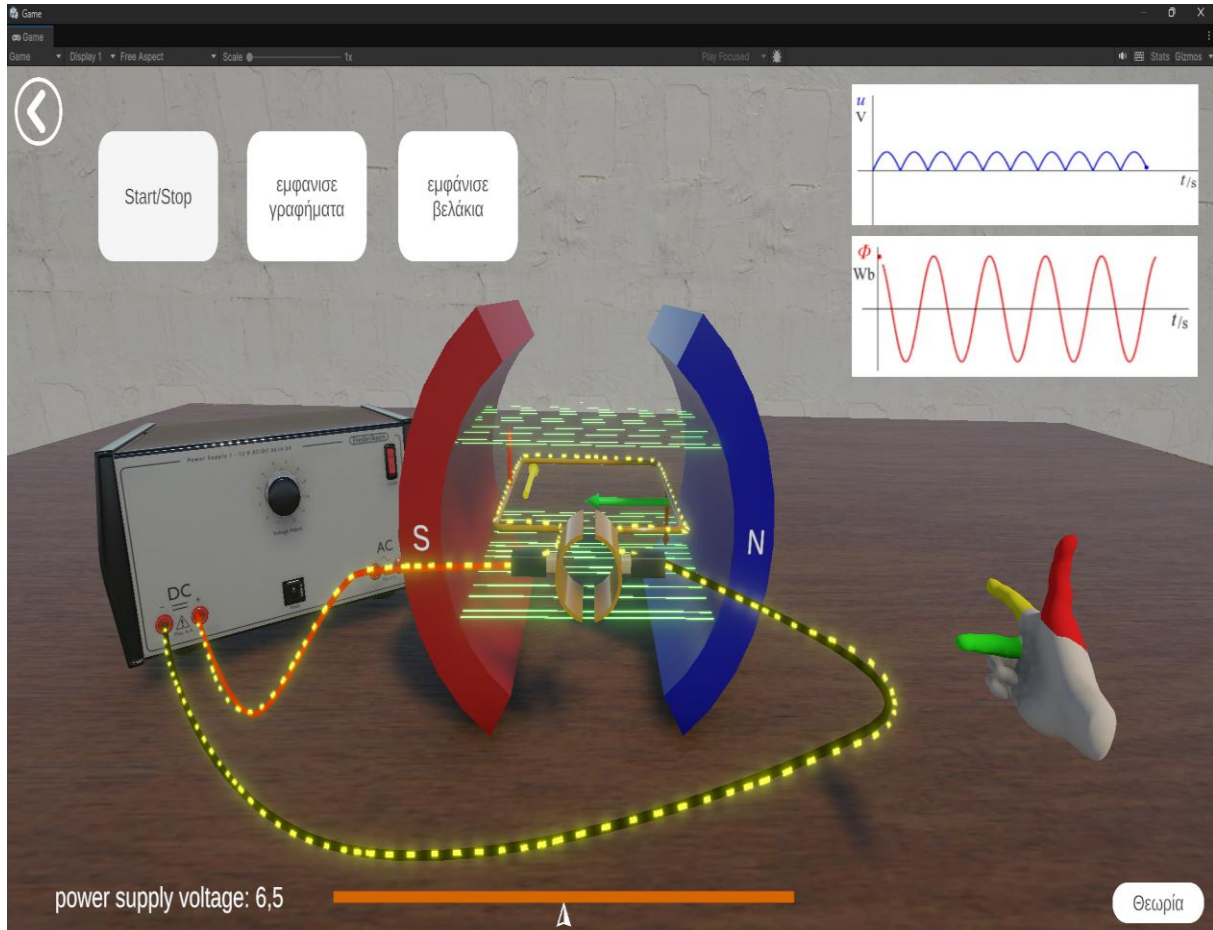 Game
Game
Game Display 1 Free Aspect Scale 1x Play Focused Stats Gizmos
Start/Stop
εμφανισε
γραφήματα
εμφάνισε
βελάκια
u
V
t/s
Φ
Wb
t/s
Frederiksen
S
N
AC
DC
- +
power supply voltage: 6,5
Θεωρία